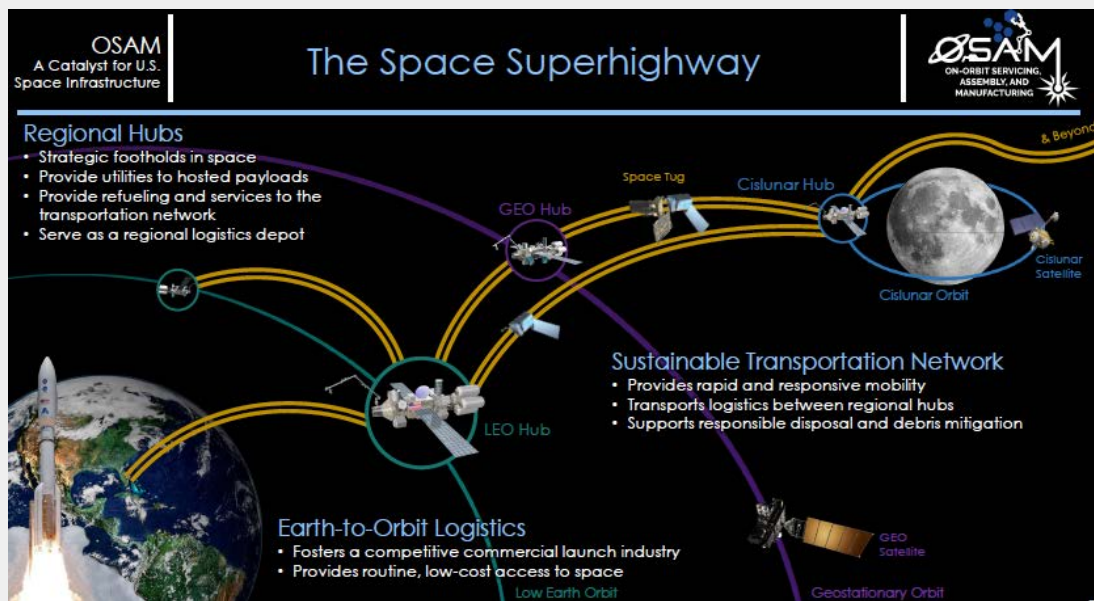 OSAM
A Catalyst for U.S.
Space Infrastructure
The Space Superhighway
OSAM
ON-ORBIT SERVICING,
ASSEMBLY, AND
MANUFACTURING
Regional Hubs
• Strategic footholds in space
• Provide utilities to hosted payloads
• Provide refueling and services to the
transportation network
• Serve as a regional logistics depot
& Beyond
Space Tug
Cislunar Hub
GEO Hub
Cislunar
Satellite
Cislunar Orbit
LEO Hub
Sustainable Transportation Network
• Provides rapid and responsive mobility
• Transports logistics between regional hubs
• Supports responsible disposal and debris mitigation
Earth-to-Orbit Logistics
• Fosters a competitive commercial launch industry
• Provides routine, low-cost access to space
GEO
Satellite
Low Earth Orbit
Geostationary Orbit